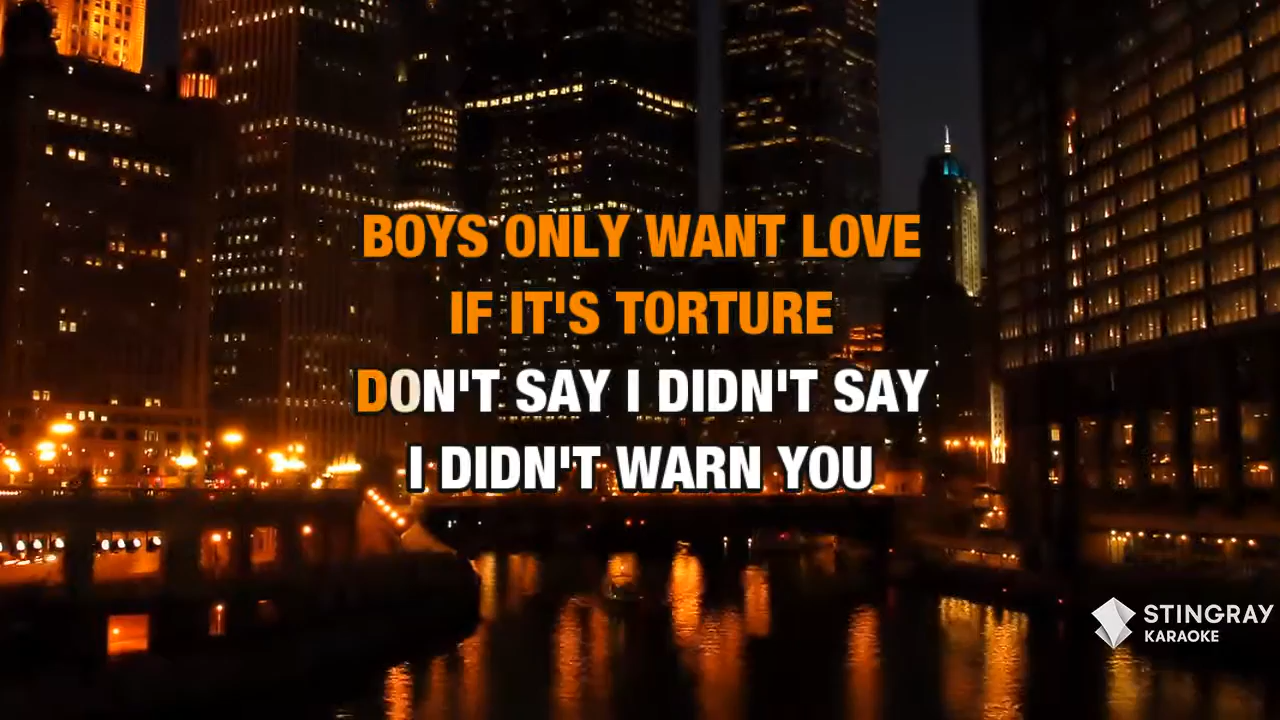 BOYS ONLY WANT LOVE
IF IT'S TORTURE
DON'T SAY I DIDN'T SAY
I DIDN'T WARN YOU
STINGRAY
KARAOKE